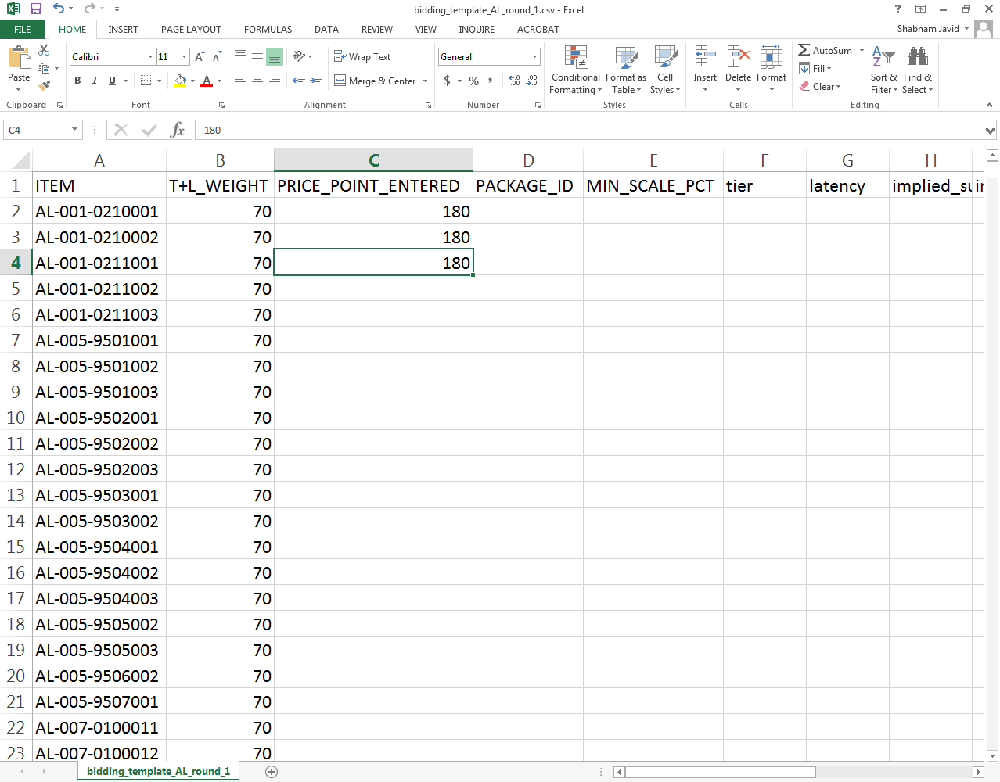 bidding_template_AL_round_1.csv - Excel
FILE HOME INSERT PAGE LAYOUT FORMULAS DATA REVIEW VIEW INQUIRE ACROBAT Shabnam Javid
Calibri 11 Wrap Text General AutoSum
Paste B I U Merge & Center $ % , Conditional Formatting Format as Table Cell Styles Insert Delete Format Fill Clear Sort & Filter Find & Select
Clipboard Font Alignment Number Styles Cells Editing
C4 fx 180
A B C D E F G H
1 ITEM T+L_WEIGHT PRICE_POINT_ENTERED PACKAGE_ID MIN_SCALE_PCT tier latency implied_su in
2 AL-001-0210001 70 180
3 AL-001-0210002 70 180
4 AL-001-0211001 70 180
5 AL-001-0211002 70
6 AL-001-0211003 70
7 AL-005-9501001 70
8 AL-005-9501002 70
9 AL-005-9501003 70
10 AL-005-9502001 70
11 AL-005-9502002 70
12 AL-005-9502003 70
13 AL-005-9503001 70
14 AL-005-9503002 70
15 AL-005-9504001 70
16 AL-005-9504002 70
17 AL-005-9504003 70
18 AL-005-9505002 70
19 AL-005-9505003 70
20 AL-005-9506002 70
21 AL-005-9507001 70
22 AL-007-0100011 70
23 AL-007-0100012 70
bidding_template_AL_round_1